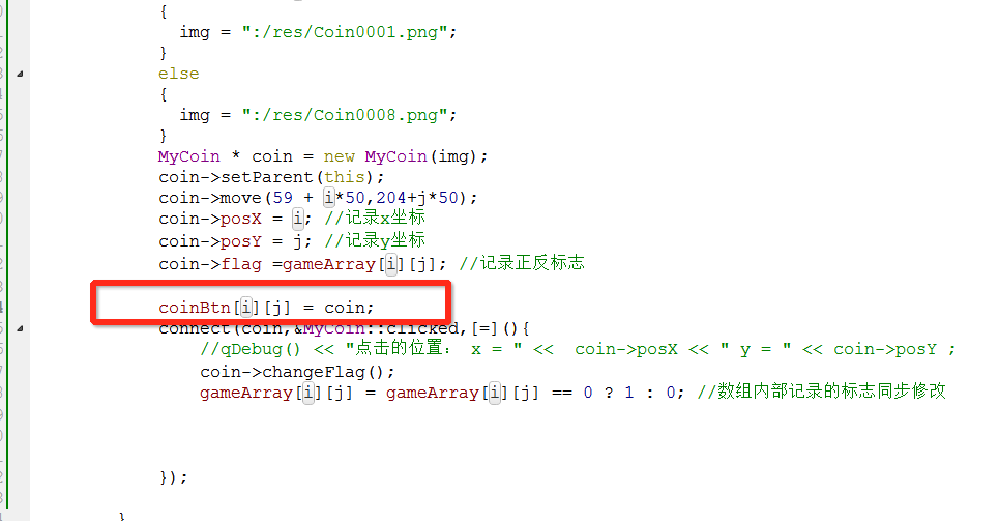 {
img = ":/res/Coin0001.png";
}
else
{
img = ":/res/Coin0008.png";
}
MyCoin * coin = new MyCoin(img);
coin->setParent(this);
coin->move(59 + i*50,204+j*50);
coin->posX = i; //记录x坐标
coin->posY = j; //记录y坐标
coin->flag =gameArray[i][j]; //记录正反标志
coinBtn[i][j] = coin;
connect(coin,&MyCoin::clicked,[=](){
//qDebug() << "点击的位置： x = " <<  coin->posX << " y = " << coin->posY ;
coin->changeFlag();
gameArray[i][j] = gameArray[i][j] == 0 ? 1 : 0; //数组内部记录的标志同步修改
});
}